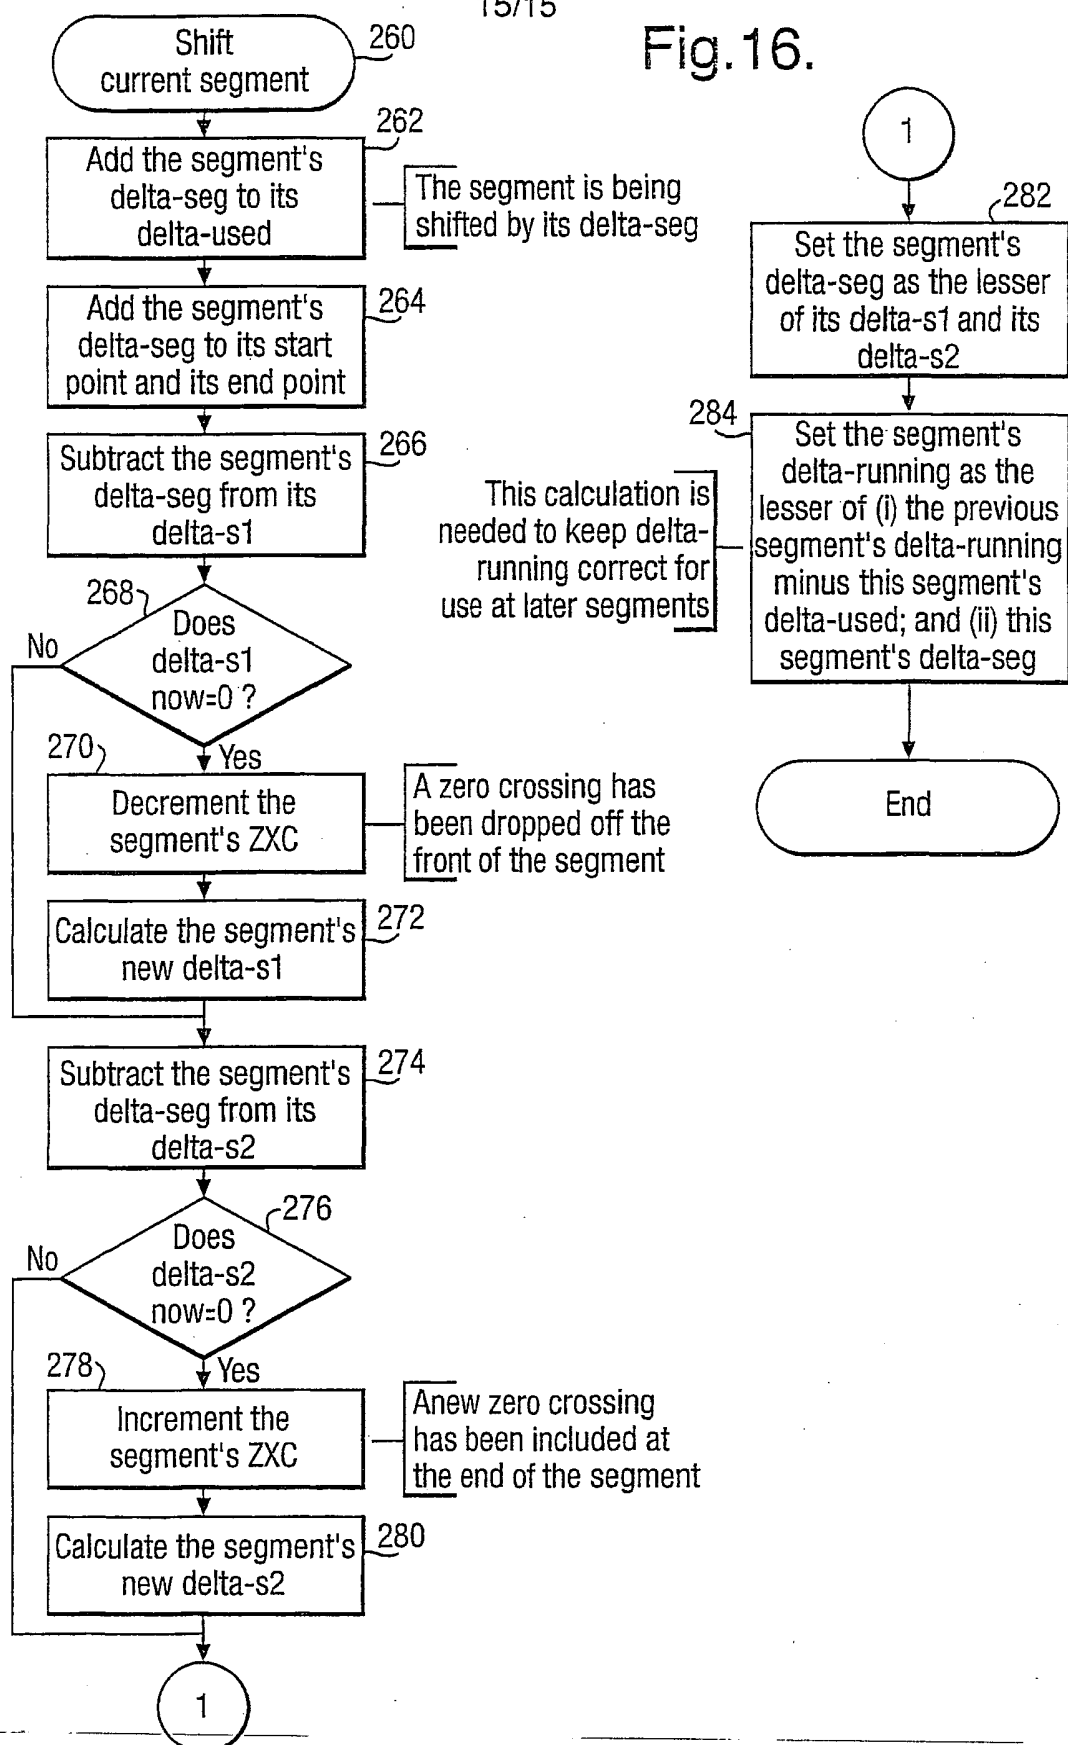 15/15
Fig.16.
Shift
current segment
260
262
Add the segment's
delta-seg to its
delta-used
The segment is being
shifted by its delta-seg
264
Add the segment's
delta-seg to its start
point and its end point
266
Subtract the segment's
delta-seg from its
delta-s1
268
Does
delta-s1
now=0 ?
No
Yes
270
Decrement the
segment's ZXC
A zero crossing has
been dropped off the
front of the segment
272
Calculate the segment's
new delta-s1
274
Subtract the segment's
delta-seg from its
delta-s2
276
Does
delta-s2
now=0 ?
No
Yes
278
Increment the
segment's ZXC
Anew zero crossing
has been included at
the end of the segment
280
Calculate the segment's
new delta-s2
1
1
282
Set the segment's
delta-seg as the lesser
of its delta-s1 and its
delta-s2
284
Set the segment's
delta-running as the
lesser of (i) the previous
segment's delta-running
minus this segment's
delta-used; and (ii) this
segment's delta-seg
This calculation is
needed to keep delta-
running correct for
use at later segments
End